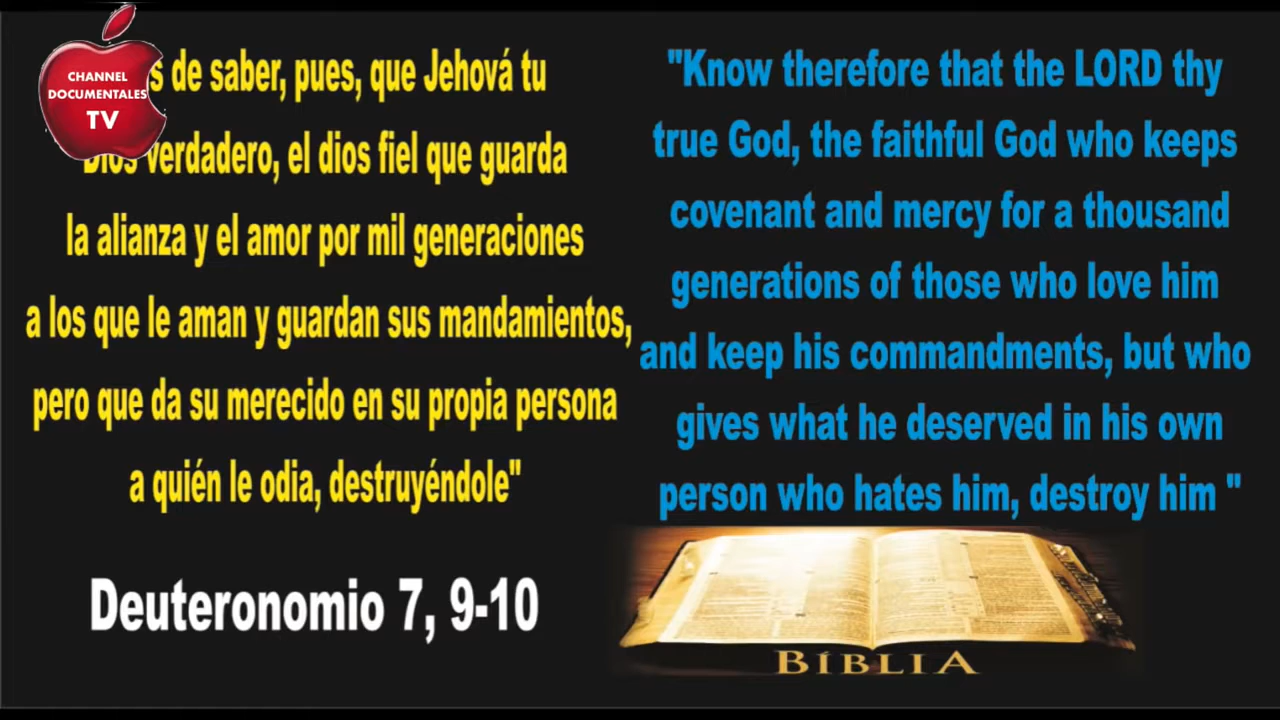 CHANNEL
DOCUMENTALES
TV
de saber, pues, que Jehová tu
Dios verdadero, el dios fiel que guarda
la alianza y el amor por mil generaciones
a los que le aman y guardan sus mandamientos,
pero que da su merecido en su propia persona
a quién le odia, destruyéndole"
Deuteronomio 7, 9-10
"Know therefore that the LORD thy
true God, the faithful God who keeps
covenant and mercy for a thousand
generations of those who love him
and keep his commandments, but who
gives what he deserved in his own
person who hates him, destroy him "
BÍBLIA